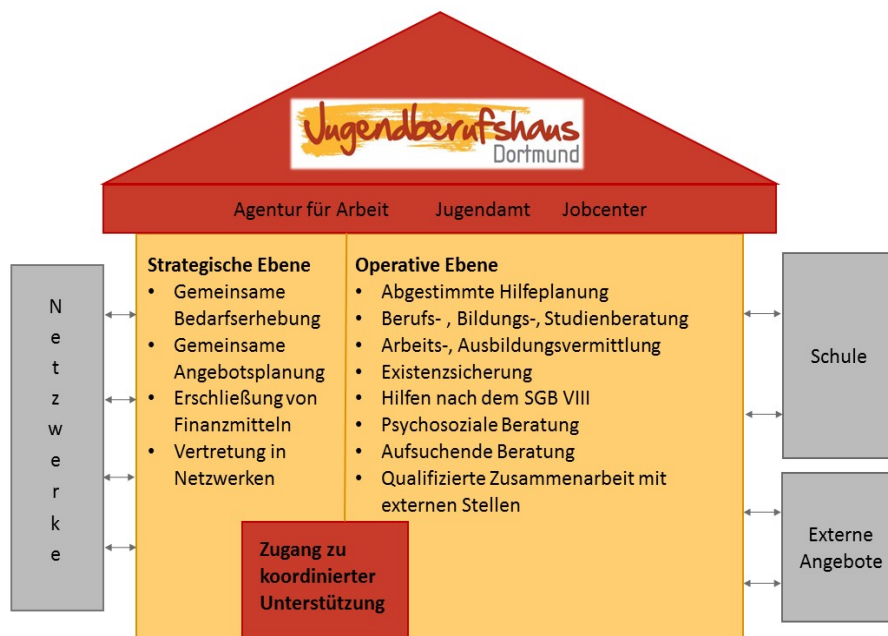 Jugendberufshaus
Dortmund
Agentur für Arbeit Jugendamt Jobcenter
Netzwerke
Strategische Ebene
• Gemeinsame
Bedarfserhebung
• Gemeinsame
Angebotsplanung
• Erschließung von
Finanzmitteln
• Vertretung in
Netzwerken
Operative Ebene
• Abgestimmte Hilfeplanung
• Berufs- , Bildungs-, Studienberatung
• Arbeits-, Ausbildungsvermittlung
• Existenzsicherung
• Hilfen nach dem SGB VIII
• Psychosoziale Beratung
• Aufsuchende Beratung
• Qualifizierte Zusammenarbeit mit
externen Stellen
Zugang zu
koordinierter
Unterstützung
Schule
Externe
Angebote